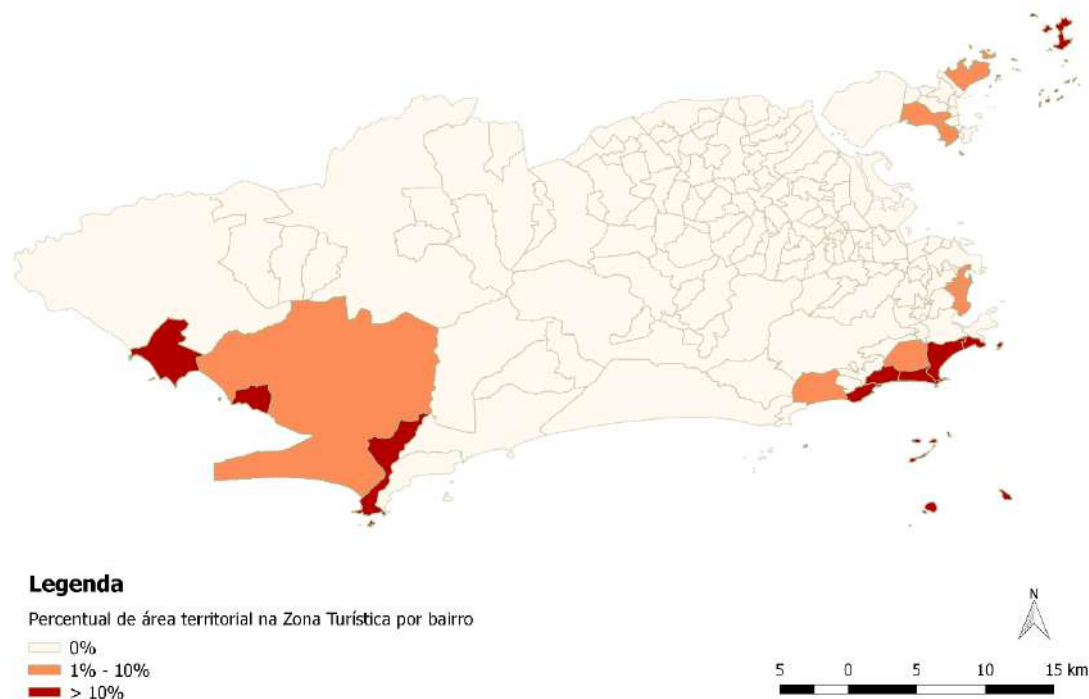 Legenda
Percentual de área territorial na Zona Turística por bairro
0%
1% - 10%
> 10%
N
5 0 5 10 15 km